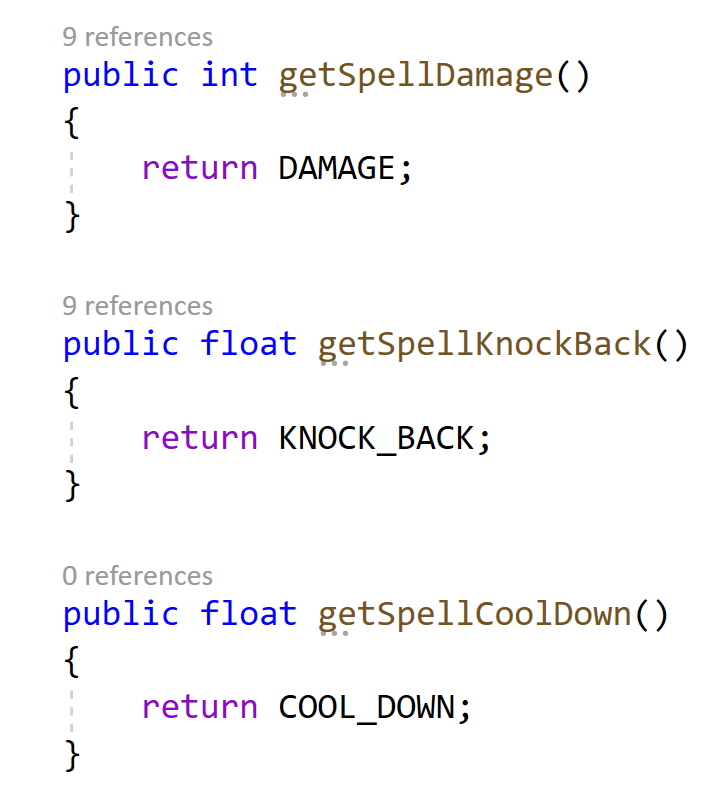 9 references
public int getSpellDamage()
{
    return DAMAGE;
}
9 references
public float getSpellKnockBack()
{
    return KNOCK_BACK;
}
0 references
public float getSpellCoolDown()
{
    return COOL_DOWN;
}